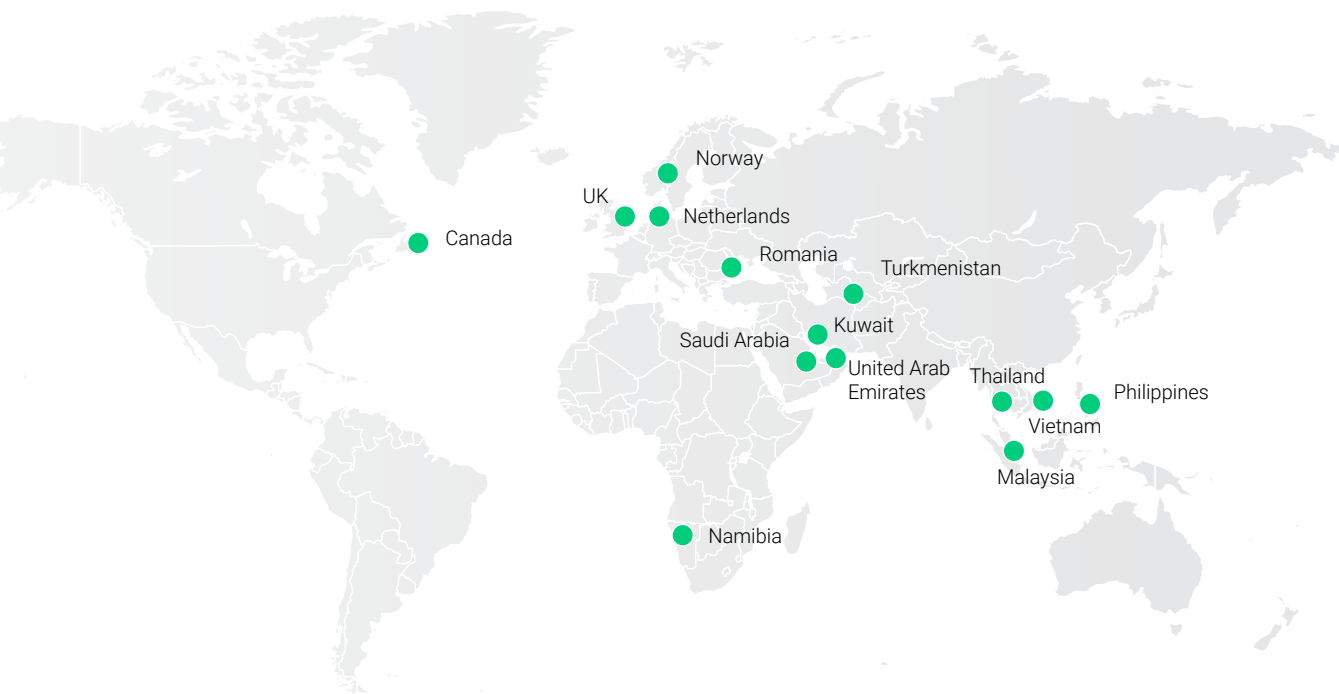 Norway
UK
Netherlands
Canada
Romania
Turkmenistan
Kuwait
Saudi Arabia
United Arab
Emirates
Thailand
Philippines
Vietnam
Malaysia
Namibia